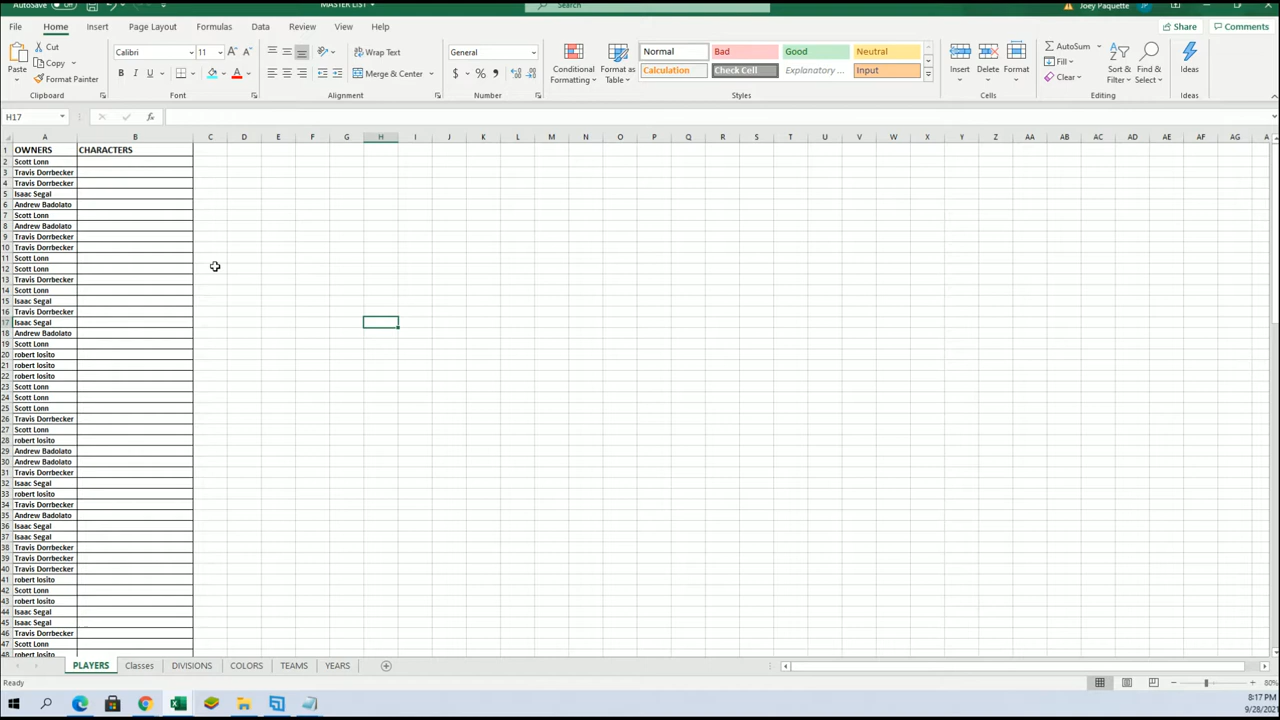 AutoSave
MASTER LIST
Search
Joey Paquette
File Home Insert Page Layout Formulas Data Review View Help
Share Comments
Paste
Cut
Copy
Format Painter
Clipboard
Calibri 11
B I U
Font
Wrap Text
Merge & Center
Alignment
General
$ % ,
Number
Conditional Formatting
Format as Table
Normal Bad Good Neutral
Calculation Check Cell Explanatory ... Input
Styles
Insert Delete Format
Cells
AutoSum
Fill
Clear
Sort & Filter
Find & Select
Editing
Ideas
Ideas
H17
fx
A B C D E F G H I J K L M N O P Q R S T U V W X Y Z AA AB AC AD AE AF AG A
1 OWNERS CHARACTERS
2 Scott Lonn
3 Travis Dorrbecker
4 Travis Dorrbecker
5 Isaac Segal
6 Andrew Badolato
7 Scott Lonn
8 Andrew Badolato
9 Travis Dorrbecker
10 Travis Dorrbecker
11 Scott Lonn
12 Scott Lonn
13 Travis Dorrbecker
14 Scott Lonn
15 Isaac Segal
16 Travis Dorrbecker
17 Isaac Segal
18 Andrew Badolato
19 Scott Lonn
20 robert losito
21 robert losito
22 robert losito
23 Scott Lonn
24 Scott Lonn
25 Scott Lonn
26 Travis Dorrbecker
27 Scott Lonn
28 robert losito
29 Andrew Badolato
30 Andrew Badolato
31 Travis Dorrbecker
32 Isaac Segal
33 robert losito
34 Travis Dorrbecker
35 Andrew Badolato
36 Isaac Segal
37 Isaac Segal
38 Travis Dorrbecker
39 Travis Dorrbecker
40 Travis Dorrbecker
41 robert losito
42 Scott Lonn
43 robert losito
44 Isaac Segal
45 Isaac Segal
46 Travis Dorrbecker
47 Scott Lonn
48 robert losito
PLAYERS Classes DIVISIONS COLORS TEAMS YEARS
Ready
80%
8:17 PM
9/28/2021